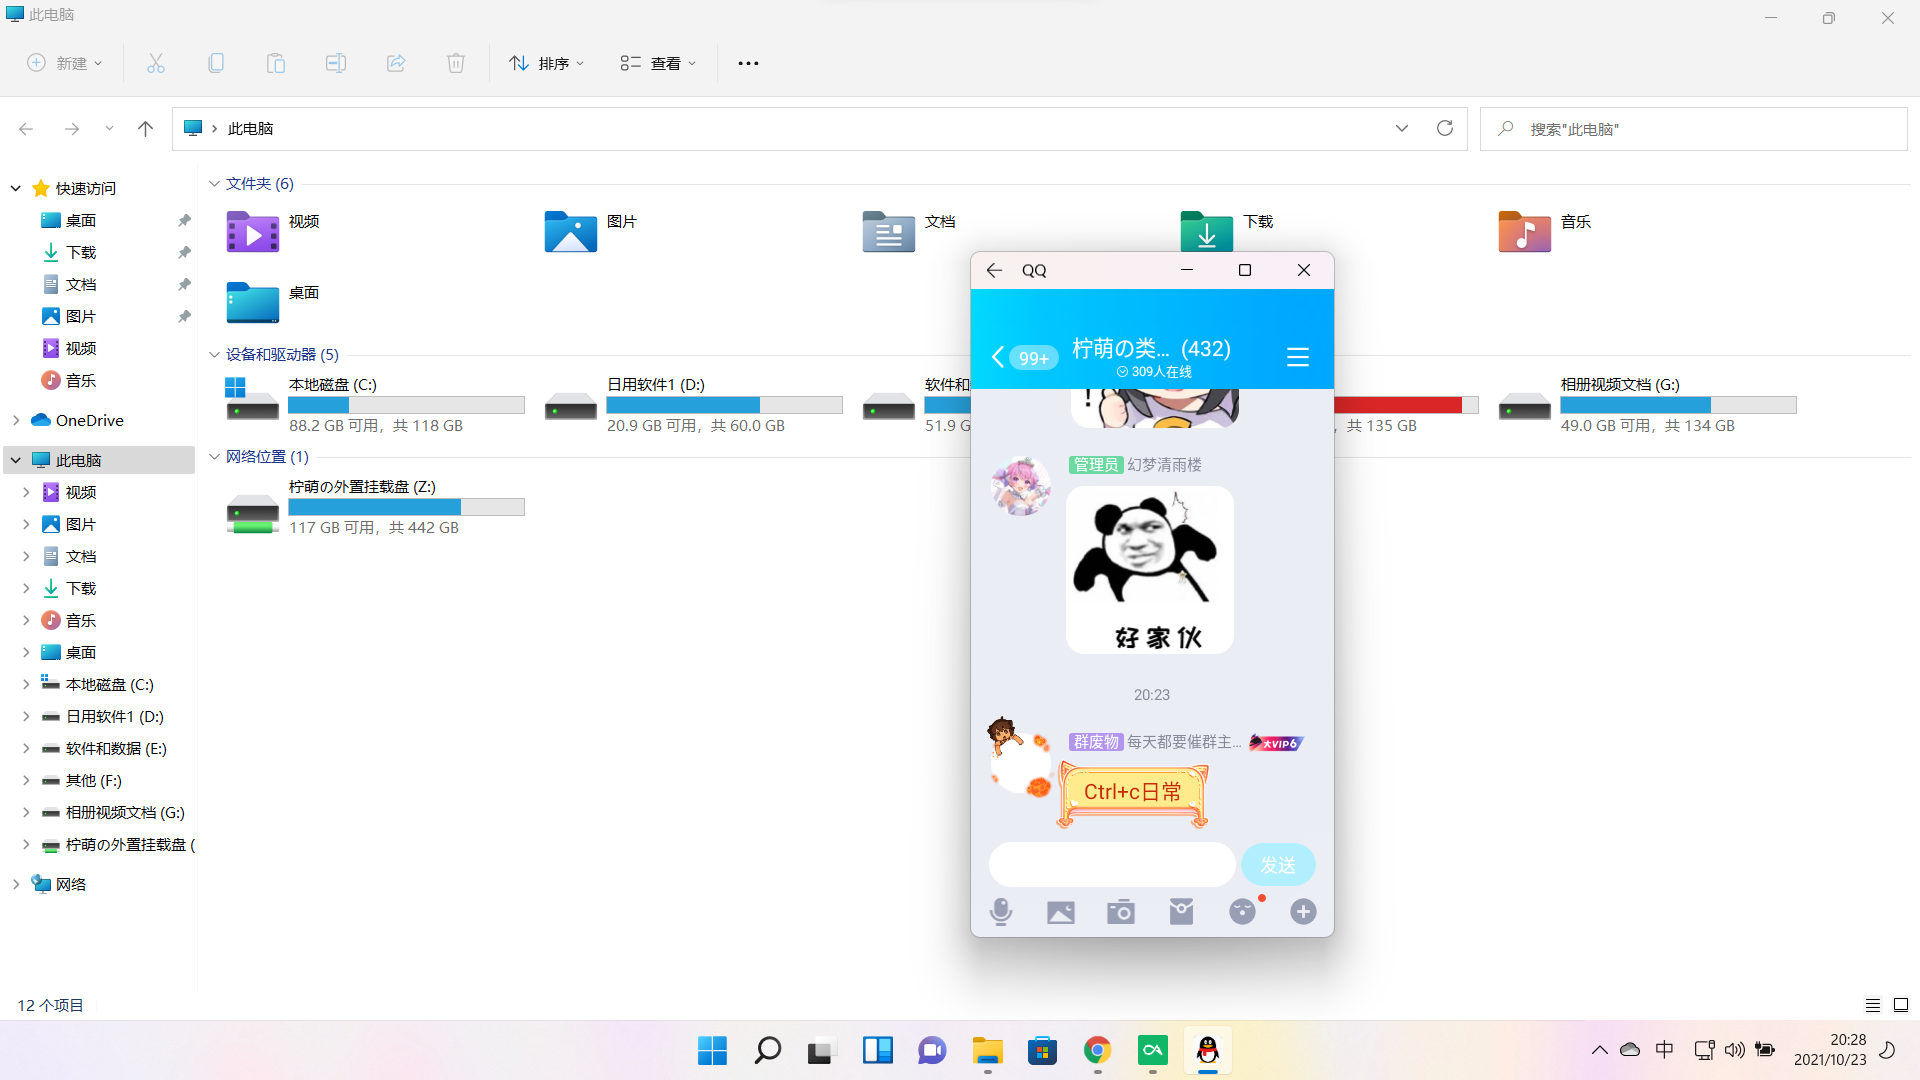 此电脑
新建
排序
查看
此电脑
搜索"此电脑"
快速访问
桌面
下载
文档
图片
视频
音乐
OneDrive
此电脑
视频
图片
文档
下载
音乐
桌面
本地磁盘 (C:)
日用软件1 (D:)
软件和数据 (E:)
其他 (F:)
相册视频文档 (G:)
柠萌の外置挂载盘 (
网络
文件夹 (6)
视频
图片
文档
下载
音乐
桌面
设备和驱动器 (5)
本地磁盘 (C:)
88.2 GB 可用，共 118 GB
日用软件1 (D:)
20.9 GB 可用，共 60.0 GB
软件和
51.9 G
，共 135 GB
相册视频文档 (G:)
49.0 GB 可用，共 134 GB
网络位置 (1)
柠萌の外置挂载盘 (Z:)
117 GB 可用，共 442 GB
QQ
99+
柠萌の类... (432)
309人在线
!
管理员 幻梦清雨楼
好家伙
20:23
群废物 每天都要催群主... 大VIP6
Ctrl+c日常
发送
12 个项目
中
20:28
2021/10/23